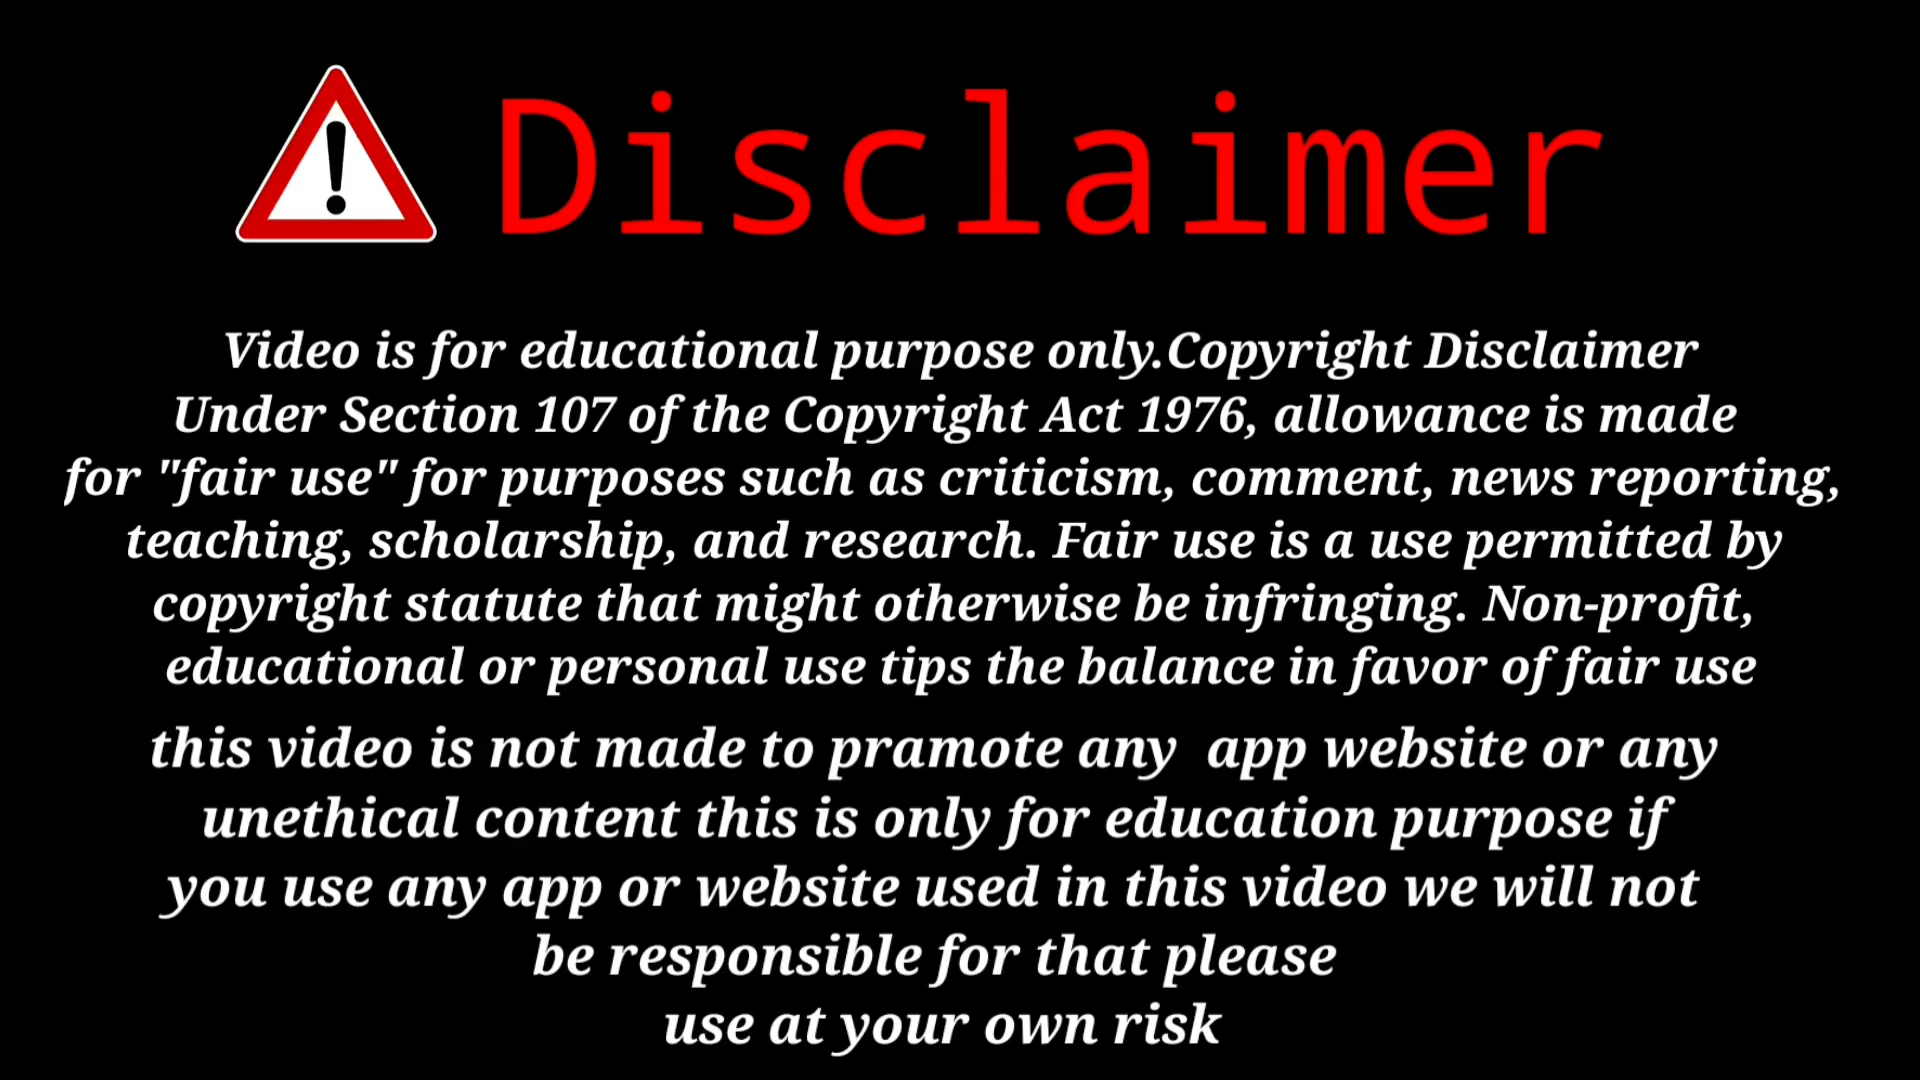 Disclaimer
Video is for educational purpose only.Copyright Disclaimer
Under Section 107 of the Copyright Act 1976, allowance is made
for "fair use" for purposes such as criticism, comment, news reporting,
teaching, scholarship, and research. Fair use is a use permitted by
copyright statute that might otherwise be infringing. Non-profit,
educational or personal use tips the balance in favor of fair use
this video is not made to pramote any  app website or any
unethical content this is only for education purpose if
you use any app or website used in this video we will not
be responsible for that please
use at your own risk